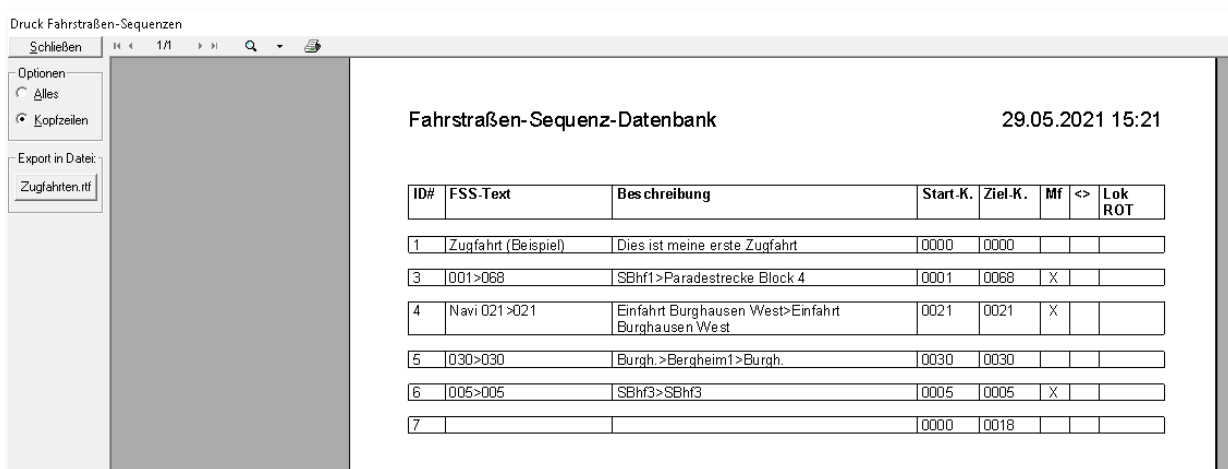 Druck Fahrstraßen-Sequenzen
Schließen 1/1
Optionen
Alles
Kopfzeilen
Export in Datei:
Zugfahrten.rtf
Fahrstraßen-Sequenz-Datenbank 29.05.2021 15:21
ID# FSS-Text Beschreibung Start-K. Ziel-K. Mf <> Lok
ROT
1 Zugfahrt (Beispiel) Dies ist meine erste Zugfahrt 0000 0000
3 001>068 SBhf1>Paradestrecke Block 4 0001 0068 X
4 Navi 021>021 Einfahrt Burghausen West>Einfahrt 0021 0021 X
Burghausen West
5 030>030 Burgh.>Bergheim1>Burgh. 0030 0030
6 005>005 SBhf3>SBhf3 0005 0005 X
7 0000 0018